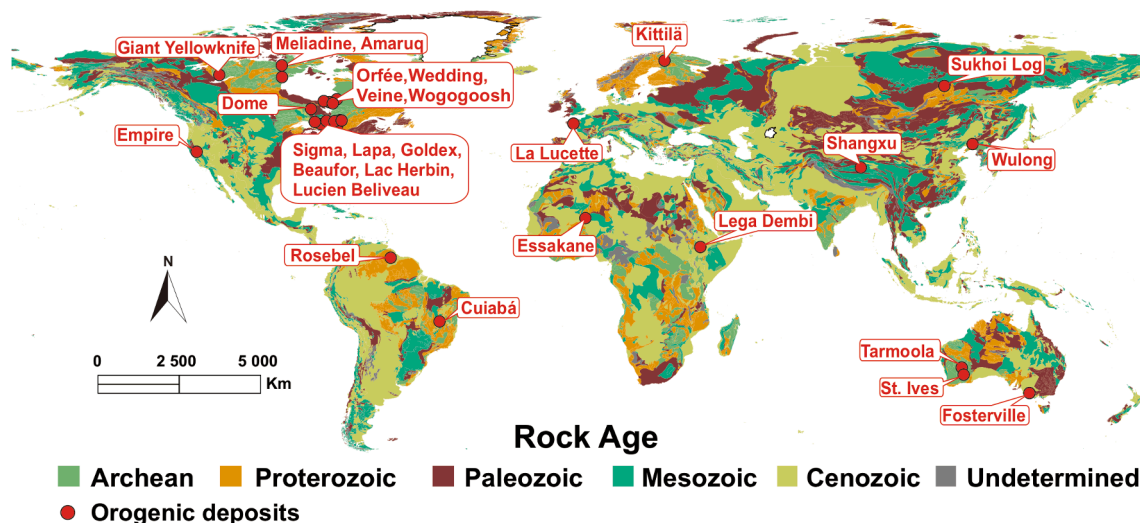 Giant Yellowknife
Meliadine, Amaruq
Kittilä
Sukhoi Log
Orfée,Wedding,
Veine,Wogogoosh
Dome
Empire
La Lucette
Shangxu
Wulong
Sigma, Lapa, Goldex,
Beaufor, Lac Herbin,
Lucien Beliveau
Essakane
Lega Dembi
Rosebel
N
Cuiabá
0 2 500 5 000
Km
Tarmoola
St. Ives
Fosterville
Rock Age
Archean Proterozoic Paleozoic Mesozoic Cenozoic Undetermined
Orogenic deposits